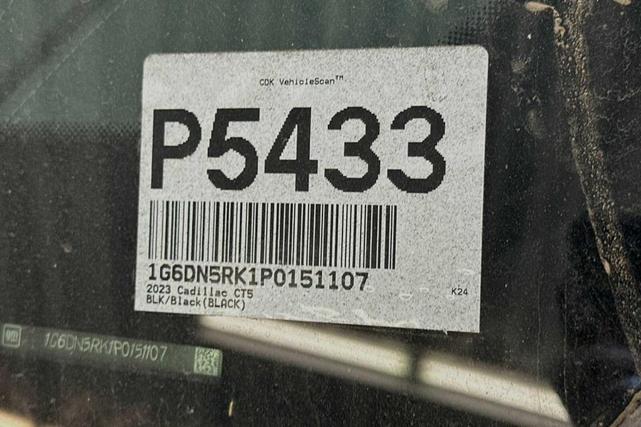 CDK VehicleScan™
P5433
1G6DN5RK1P0151107
2023 Cadillac CT5
BLK/Black(BLACK)
K24
1G6DN5RK1P0151107